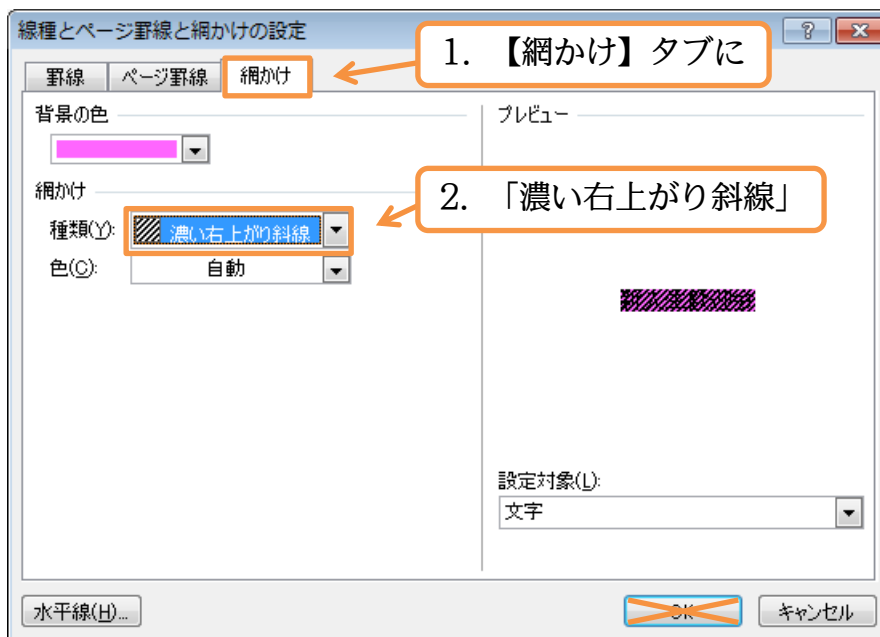 線種とページ罫線と網かけの設定
1. 【網かけ】タブに
罫線 ページ罫線 網かけ
背景の色
プレビュー
網かけ
2. 「濃い右上がり斜線」
種類(Y): 濃い右上がり斜線
色(C): 自動
設定対象(L):
文字
水平線(H)... OK キャンセル